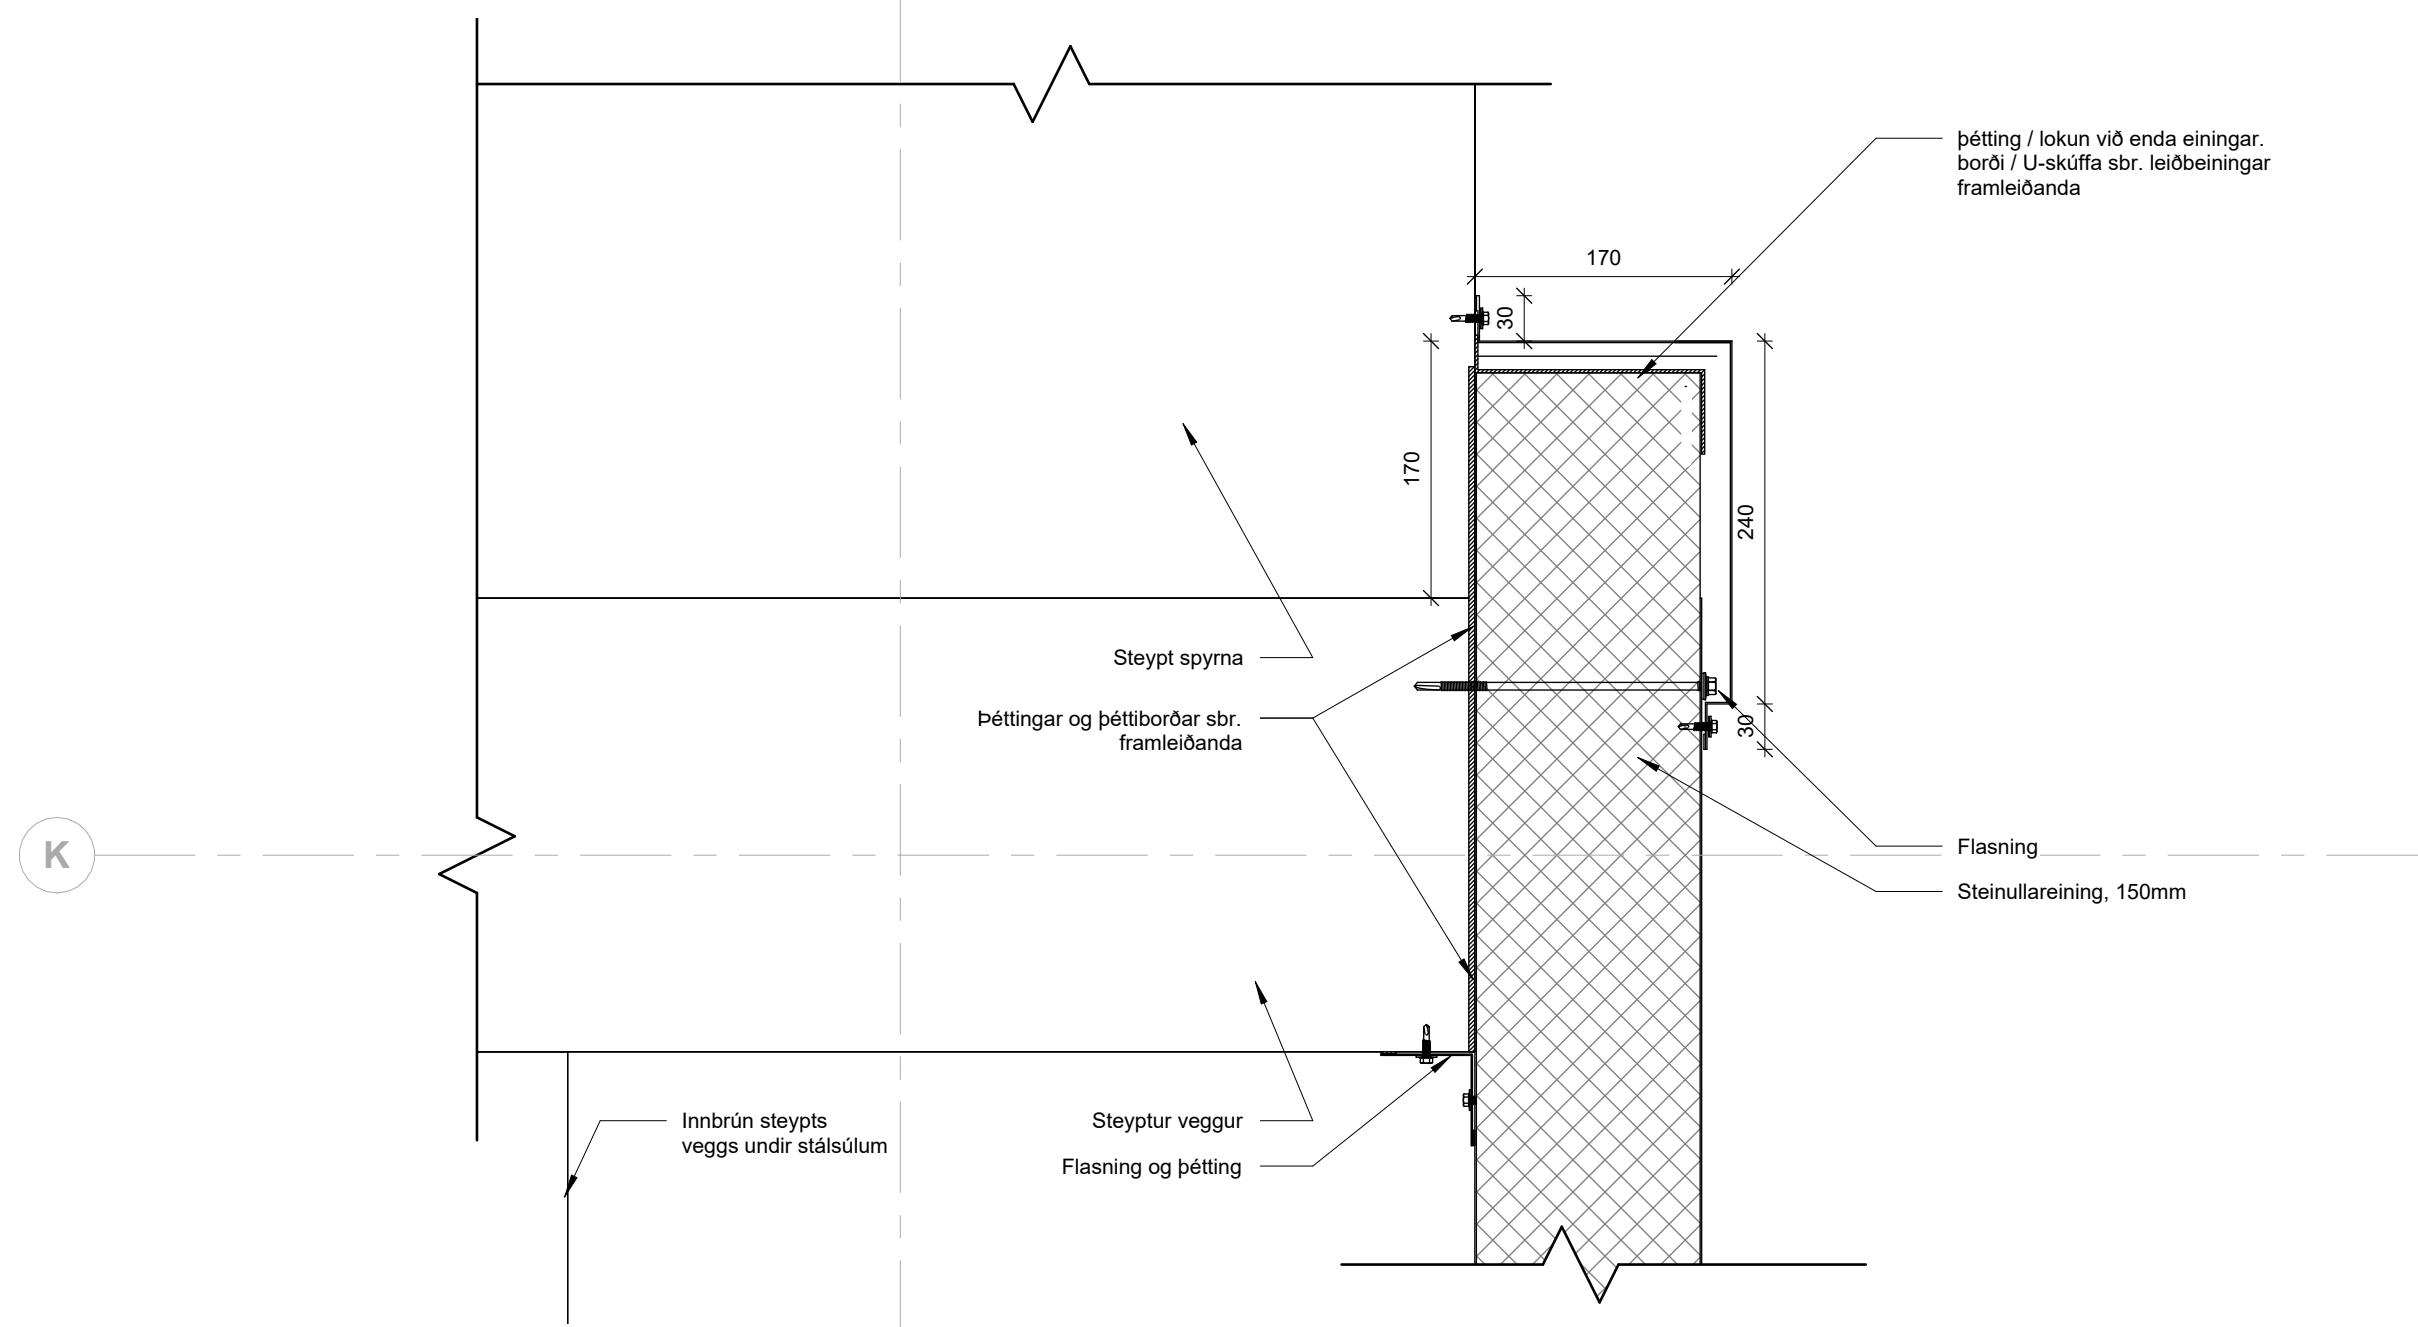 þétting / lokun við enda einingar.
borði / U-skúffa sbr. leiðbeiningar
framleiðanda
170
30
170
240
Steypt spyrna
Þéttingar og þéttiborðar sbr.
framleiðanda
30
K
Flasning
Steinullareining, 150mm
Innbrún steypts
veggs undir stálsúlum
Steyptur veggur
Flasning og þétting